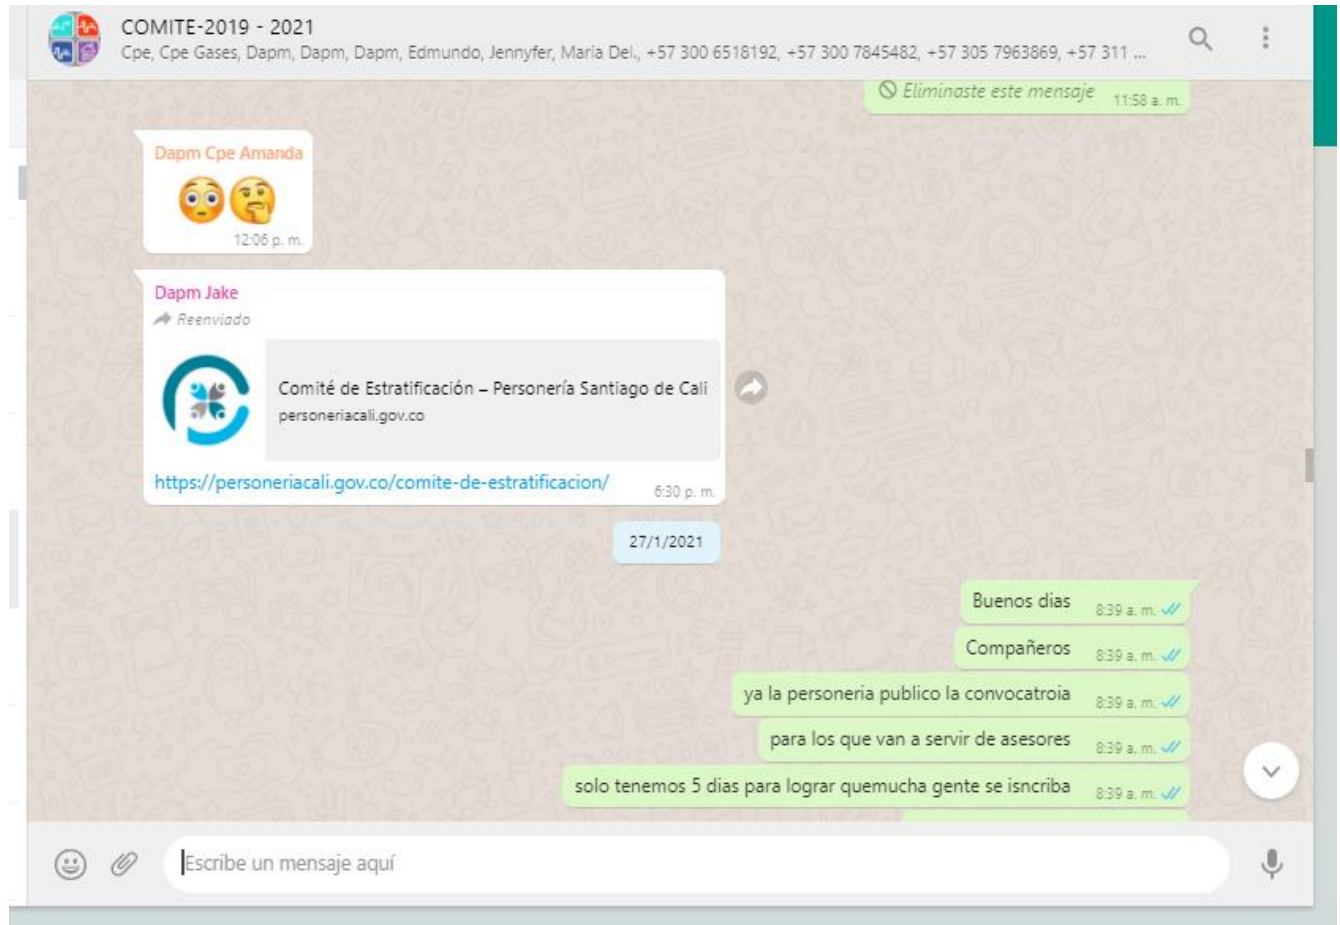 COMITE-2019 - 2021
Cpe, Cpe Gases, Dapm, Dapm, Dapm, Edmundo, Jennyfer, Maria Del., +57 300 6518192, +57 300 7845482, +57 305 7963869, +57 311 ...
Eliminaste este mensaje 11:58 a. m.
Dapm Cpe Amanda
12:06 p. m.
Dapm Jake
Reenviado
Comité de Estratificación – Personería Santiago de Cali
personeriacali.gov.co
https://personeriacali.gov.co/comite-de-estratificacion/ 6:30 p. m.
27/1/2021
Buenos dias 8:39 a. m.
Compañeros 8:39 a. m.
ya la personeria publico la convocatroia 8:39 a. m.
para los que van a servir de asesores 8:39 a. m.
solo tenemos 5 dias para lograr quemucha gente se isncriba 8:39 a. m.
Escribe un mensaje aquí